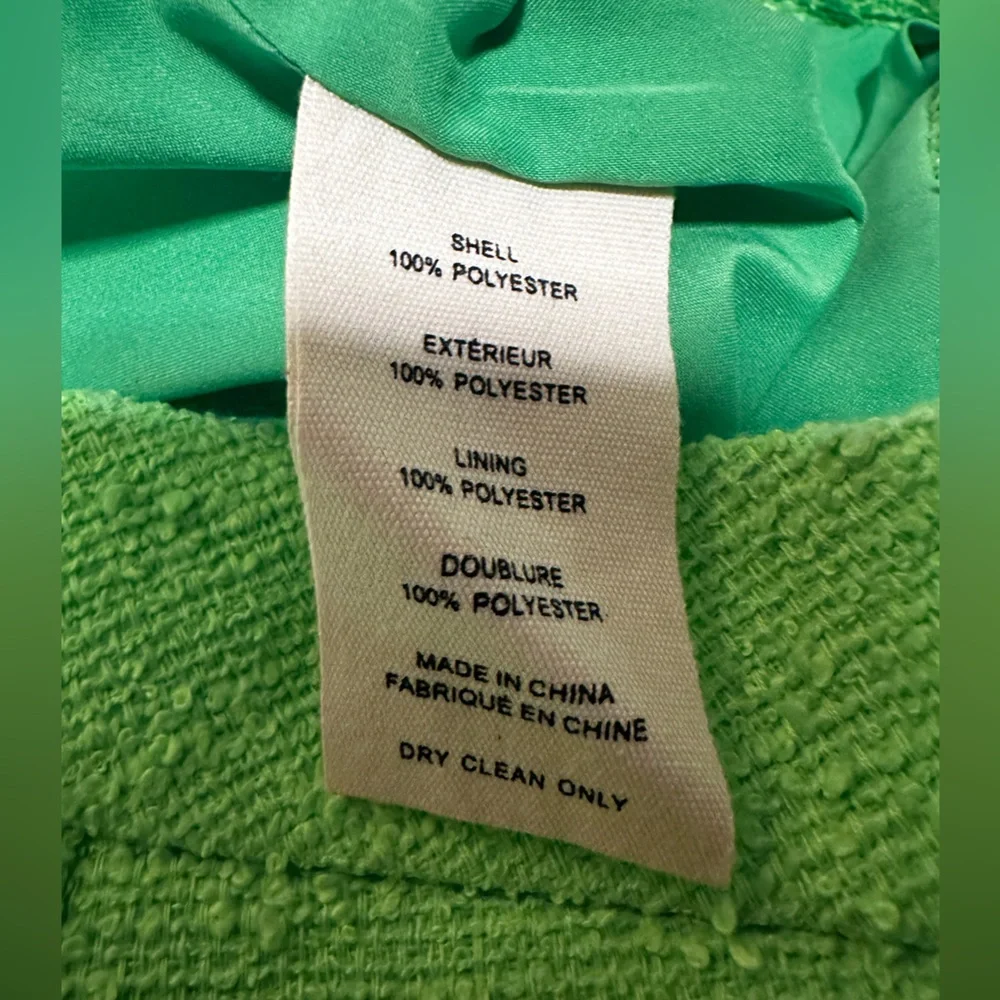 SHELL
100% POLYESTER
EXTÉRIEUR
100% POLYESTER
LINING
100% POLYESTER
DOUBLURE
100% POLYESTER
MADE IN CHINA
FABRIQUÉ EN CHINE
DRY CLEAN ONLY